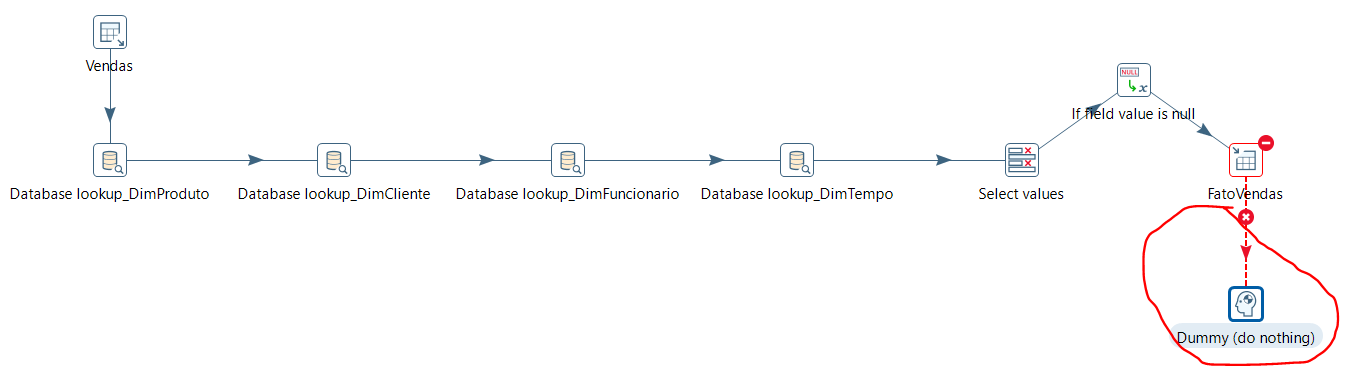 Vendas
NULL
x
If field value is null
Database lookup_DimProduto
Database lookup_DimCliente
Database lookup_DimFuncionario
Database lookup_DimTempo
Select values
FatoVendas
Dummy (do nothing)